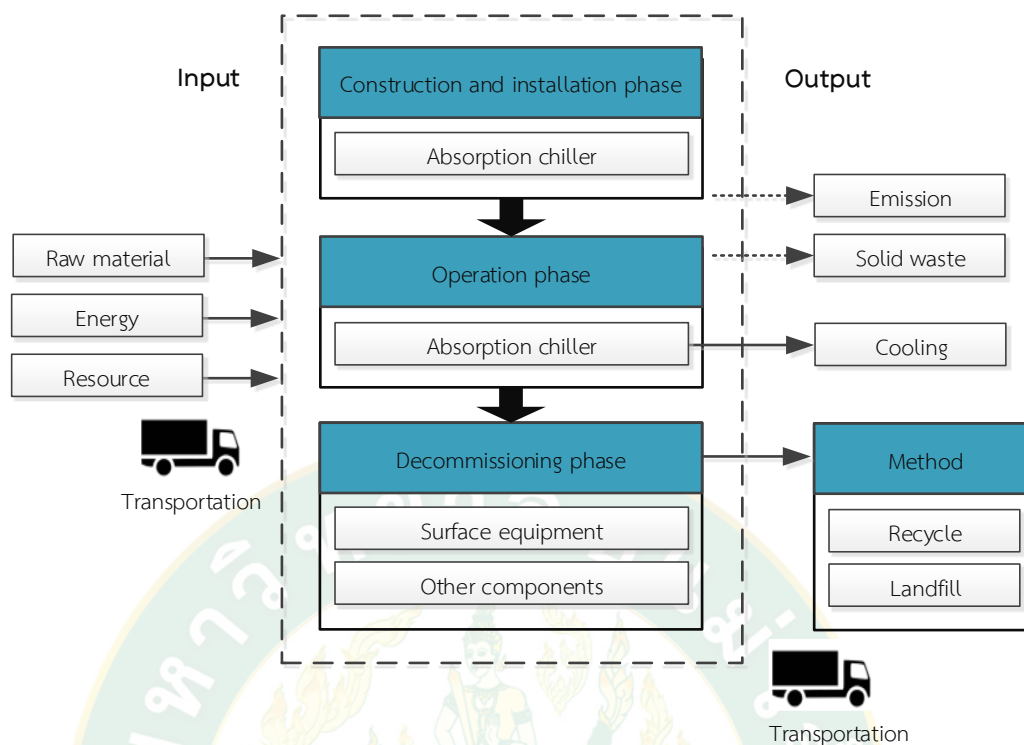 Input
Output
Construction and installation phase
Absorption chiller
Emission
Raw material
Operation phase
Solid waste
Energy
Absorption chiller
Cooling
Resource
Decommissioning phase
Method
Transportation
Surface equipment
Recycle
Other components
Landfill
Transportation